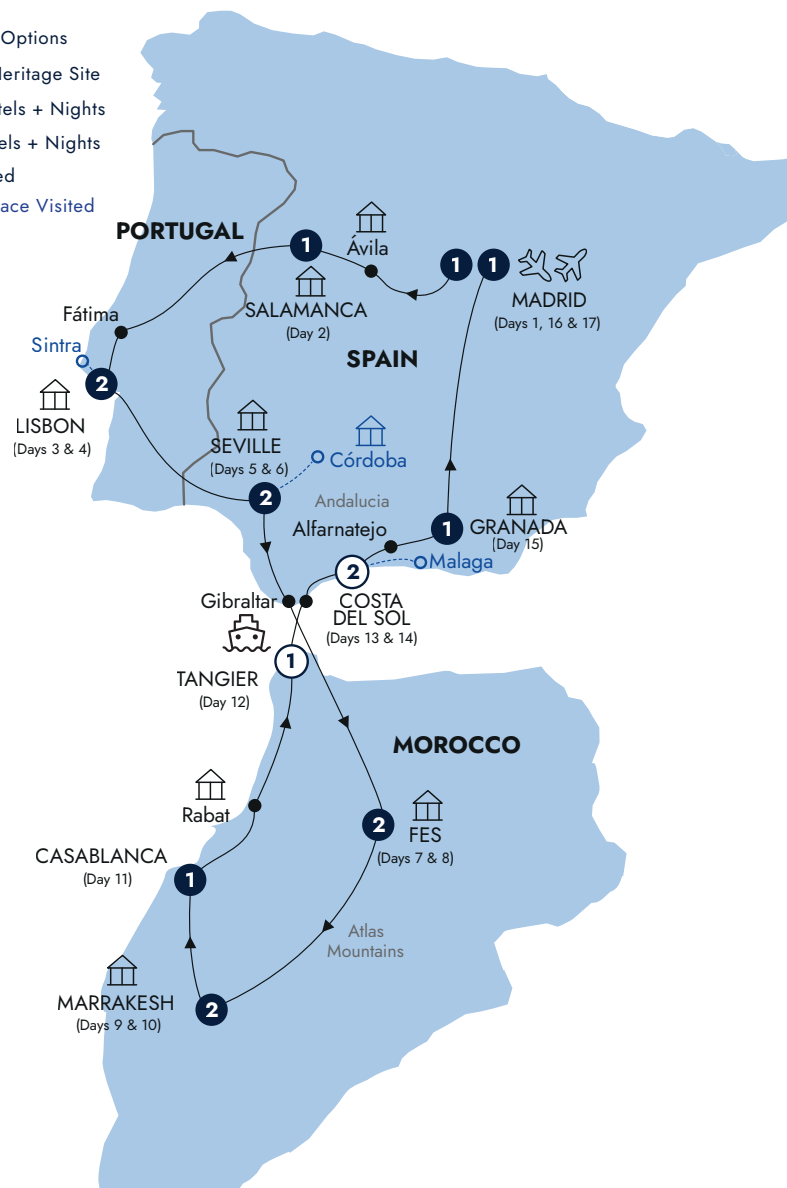 Options
Heritage Site
tels + Nights
els + Nights
ed
ace Visited
PORTUGAL
1
Ávila
1
1
MADRID
(Days 1, 16 & 17)
SALAMANCA
(Day 2)
Fátima
Sintra
SPAIN
2
LISBON
(Days 3 & 4)
SEVILLE
(Days 5 & 6)
Córdoba
2
Andalucia
Alfarnatejo
1
GRANADA
(Day 15)
Malaga
2
Gibraltar
COSTA
DEL SOL
(Days 13 & 14)
1
TANGIER
(Day 12)
MOROCCO
Rabat
2
FES
(Days 7 & 8)
CASABLANCA
(Day 11)
1
Atlas
Mountains
MARRAKESH
(Days 9 & 10)
2